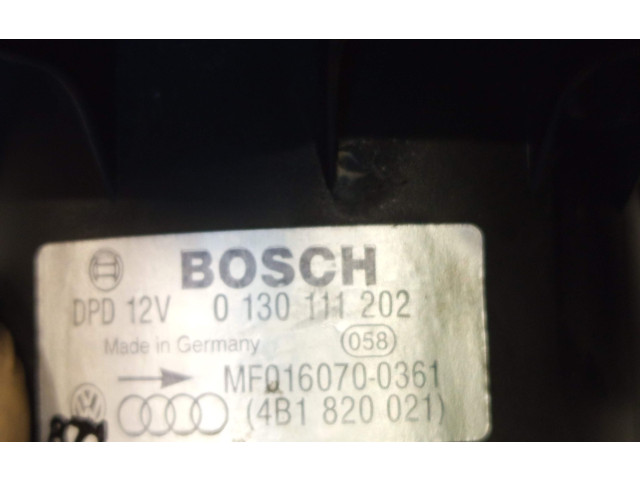 BOSCH
DPD 12V 0 130 111 202
Made in Germany 058
MF016070-0361
(4B1 820 021)